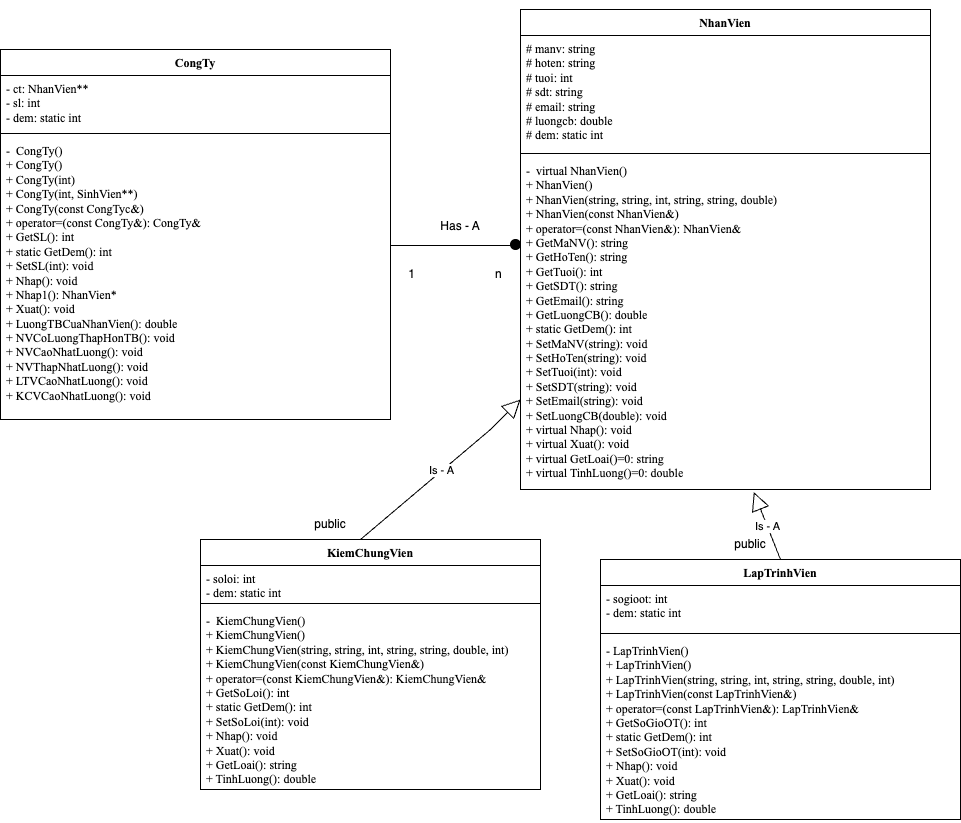 CongTy
- ct: NhanVien**
- sl: int
- dem: static int
- CongTy()
+ CongTy()
+ CongTy(int)
+ CongTy(int, SinhVien**)
+ CongTy(const CongTyc&)
+ operator=(const CongTy&): CongTy&
+ GetSL(): int
+ static GetDem(): int
+ SetSL(int): void
+ Nhap(): void
+ Nhap1(): NhanVien*
+ Xuat(): void
+ LuongTBCuaNhanVien(): double
+ NVCoLuongThapHonTB(): void
+ NVCaoNhatLuong(): void
+ NVThapNhatLuong(): void
+ LTVCaoNhatLuong(): void
+ KCVCaoNhatLuong(): void
Has - A
1
n
NhanVien
# manv: string
# hoten: string
# tuoi: int
# sdt: string
# email: string
# luongcb: double
# dem: static int
- virtual NhanVien()
+ NhanVien()
+ NhanVien(string, string, int, string, string, double)
+ NhanVien(const NhanVien&)
+ operator=(const NhanVien&): NhanVien&
+ GetMaNV(): string
+ GetHoTen(): string
+ GetTuoi(): int
+ GetSDT(): string
+ GetEmail(): string
+ GetLuongCB(): double
+ static GetDem(): int
+ SetMaNV(string): void
+ SetHoTen(string): void
+ SetTuoi(int): void
+ SetSDT(string): void
+ SetEmail(string): void
+ SetLuongCB(double): void
+ virtual Nhap(): void
+ virtual Xuat(): void
+ virtual GetLoai()=0: string
+ virtual TinhLuong()=0: double
Is - A
public
Is - A
public
KiemChungVien
- soloi: int
- dem: static int
- KiemChungVien()
+ KiemChungVien()
+ KiemChungVien(string, string, int, string, string, double, int)
+ KiemChungVien(const KiemChungVien&)
+ operator=(const KiemChungVien&): KiemChungVien&
+ GetSoLoi(): int
+ static GetDem(): int
+ SetSoLoi(int): void
+ Nhap(): void
+ Xuat(): void
+ GetLoai(): string
+ TinhLuong(): double
LapTrinhVien
- sogioot: int
- dem: static int
- LapTrinhVien()
+ LapTrinhVien()
+ LapTrinhVien(string, string, int, string, string, double, int)
+ LapTrinhVien(const LapTrinhVien&)
+ operator=(const LapTrinhVien&): LapTrinhVien&
+ GetSoGioOT(): int
+ static GetDem(): int
+ SetSoGioOT(int): void
+ Nhap(): void
+ Xuat(): void
+ GetLoai(): string
+ TinhLuong(): double